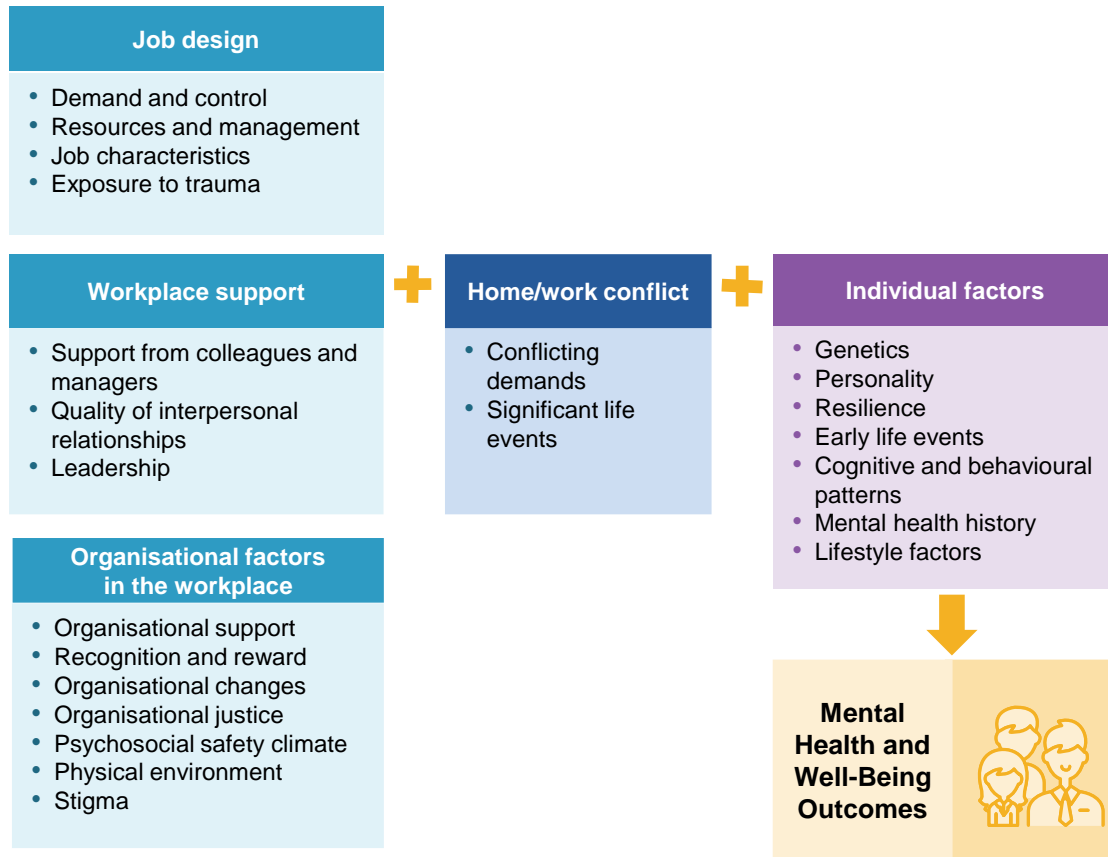 Job design
• Demand and control
• Resources and management
• Job characteristics
• Exposure to trauma
Workplace support
• Support from colleagues and
managers
• Quality of interpersonal
relationships
• Leadership
Organisational factors
in the workplace
• Organisational support
• Recognition and reward
• Organisational changes
• Organisational justice
• Psychosocial safety climate
• Physical environment
• Stigma
Home/work conflict
• Conflicting
demands
• Significant life
events
Individual factors
• Genetics
• Personality
• Resilience
• Early life events
• Cognitive and behavioural
patterns
• Mental health history
• Lifestyle factors
Mental
Health and
Well-Being
Outcomes